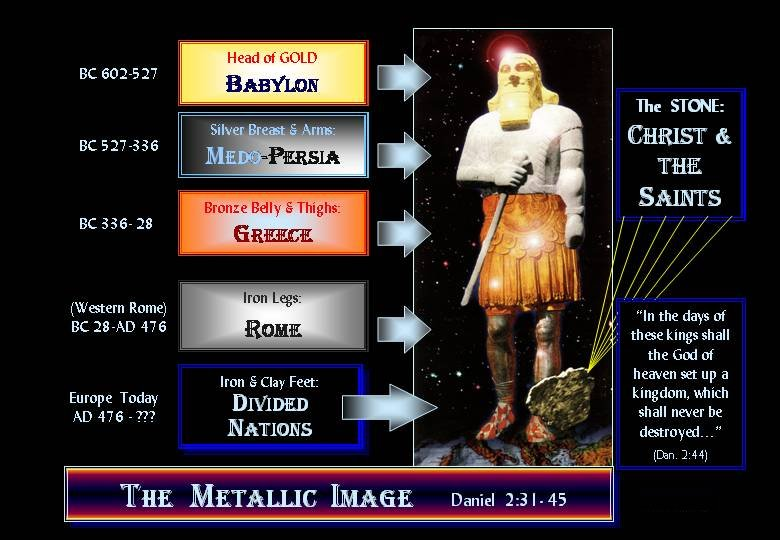 BC 602-527
Head of GOLD
BABYLON
BC 527-336
Silver Breast & Arms:
MEDO-PERSIA
BC 336- 28
Bronze Belly & Thighs:
GREECE
(Western Rome)
BC 28-AD 476
Iron Legs:
ROME
Europe Today
AD 476 - ???
Iron & Clay Feet:
DIVIDED
NATIONS
The STONE:
CHRIST &
THE
SAINTS
“In the days of
these kings shall
the God of
heaven set up a
kingdom, which
shall never be
destroyed...”
(Dan. 2:44)
THE METALLIC IMAGE
Daniel 2:31- 45